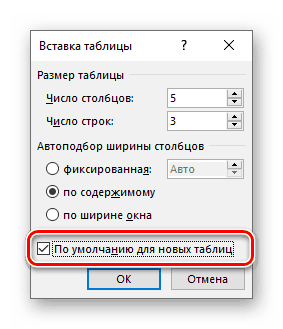 Вставка таблицы ?
Размер таблицы
Число столбцов: 5
Число строк: 3
Автоподбор ширины столбцов
фиксированная: Авто
по содержимому
по ширине окна
По умолчанию для новых таблиц
ОК Отмена